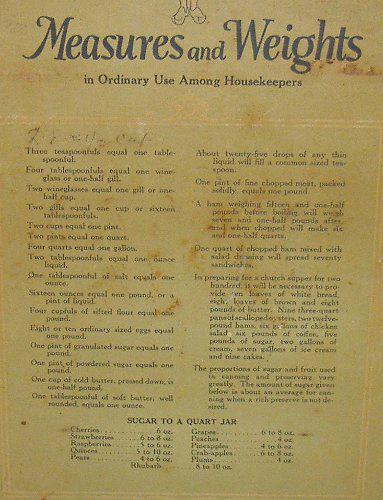 Measures and Weights
in Ordinary Use Among Housekeepers
Three teaspoonfuls equal one table-
spoonful.
Four tablespoonfuls equal one wine-
glass or one-half gill.
Two wineglasses equal one gill or one-
half cup.
Two gills equal one cup or sixteen
tablespoonfuls.
Two cups equal one pint.
Two pints equal one quart.
Four quarts equal one gallon.
Two tablespoonfuls equal one ounce
liquid.
One tablespoonful of salt equals one
ounce.
Sixteen ounces equal one pound, or a
pint of liquid.
Four cupfuls of sifted flour equal one
pound.
Eight or ten ordinary sized eggs equal
one pound.
One pint of granulated sugar equals one
pound.
One pint of powdered sugar equals one
pound.
One cup of cold butter, pressed down, is
one-half pound.
One tablespoonful of soft butter, well
rounded, equals one ounce.
About twenty-five drops of any thin
liquid will fill a common sized tea-
spoon.
One pint of fine chopped meat, packed
solidly, equals one pound
A ham weighing fifteen and one-half
pounds before boiling will weigh
seven and one-half pounds after
and when chopped will make six
and one-half quarts.
One quart of chopped ham mixed with
salad dressing will spread seventy
sandwiches.
In preparing for a church supper for two
hundred, it will be necessary to pro-
vide ten loaves of white bread,
eight loaves of brown and eight
pounds of butter. Nine three-quart
pans of scalloped oysters, two twelve-
pound hams, six gallons of chicken
salad six pounds of coffee, five
pounds of sugar, two gallons of
cream, seven gallons of ice cream
and nine cakes.
The proportions of sugar and fruit used
in canning and preserving vary
greatly. The amount of sugar given
below is about an average for can-
ning when a rich preserve is not de-
sired.
SUGAR TO A QUART JAR
Cherries 6 oz.
Strawberries 6 to 8 oz.
Raspberries 5 to 6 oz.
Quinces 5 to 10 oz.
Pears 4 to 6 oz.
Grapes 6 to 8 oz.
Peaches 4 oz.
Pineapples 4 to 6 oz.
Crab-apples 6 to 8 oz.
Plums 4 oz.
Rhubarb 8 to 10 oz.